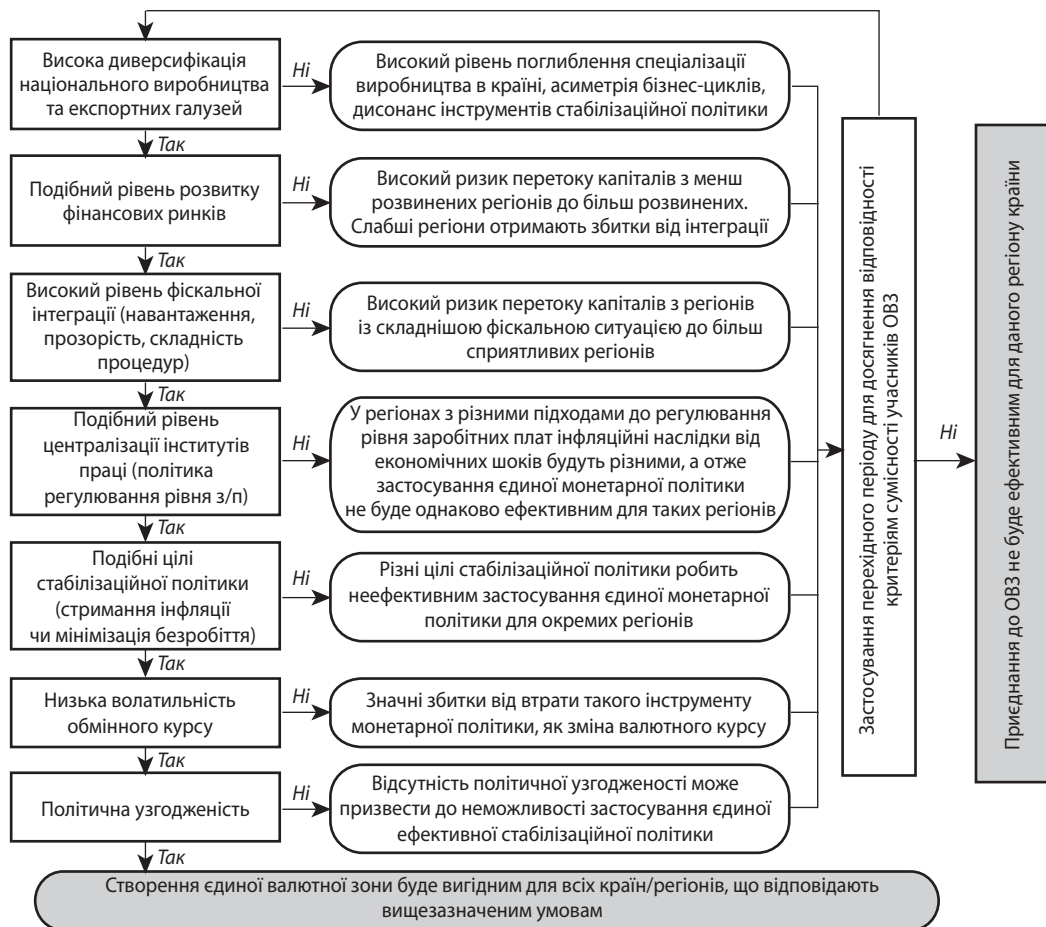 Висока диверсифікація
національного виробництва
та експортних галузей
Ні
Високий рівень поглиблення спеціалізації
виробництва в країні, асиметрія бізнес-циклів,
дисонанс інструментів стабілізаційної політики
Так
Подібний рівень розвитку
фінансових ринків
Ні
Високий ризик перетоку капіталів з менш
розвинених регіонів до більш розвинених.
Слабші регіони отримають збитки від інтеграції
Так
Високий рівень фіскальної
інтеграції (навантаження,
прозорість, складність
процедур)
Ні
Високий ризик перетоку капіталів з регіонів
із складнішою фіскальною ситуацією до більш
сприятливих регіонів
Так
Подібний рівень
централізації інститутів
праці (політика
регулювання рівня з/п)
Ні
У регіонах з різними підходами до регулювання
рівня заробітних плат інфляційні наслідки від
економічних шоків будуть різними, а отже
застосування єдиної монетарної політики
не буде однаково ефективним для таких регіонів
Так
Подібні цілі
стабілізаційної політики
(стримання інфляції
чи мінімізація безробіття)
Ні
Різні цілі стабілізаційної політики робить
неефективним застосування єдиної монетарної
політики для окремих регіонів
Так
Низька волатильність
обмінного курсу
Ні
Значні збитки від втрати такого інструменту
монетарної політики, як зміна валютного курсу
Так
Політична узгодженість
Ні
Відсутність політичної узгодженості може
призвести до неможливості застосування єдиної
ефективної стабілізаційної політики
Так
Створення єдиної валютної зони буде вигідним для всіх країн/регіонів, що відповідають
вищезазначеним умовам
Застосування перехідного періоду для досягнення відповідності
критеріям сумісності учасників ОВЗ
Ні
Приєднання до ОВЗ не буде ефективним для даного регіону країни